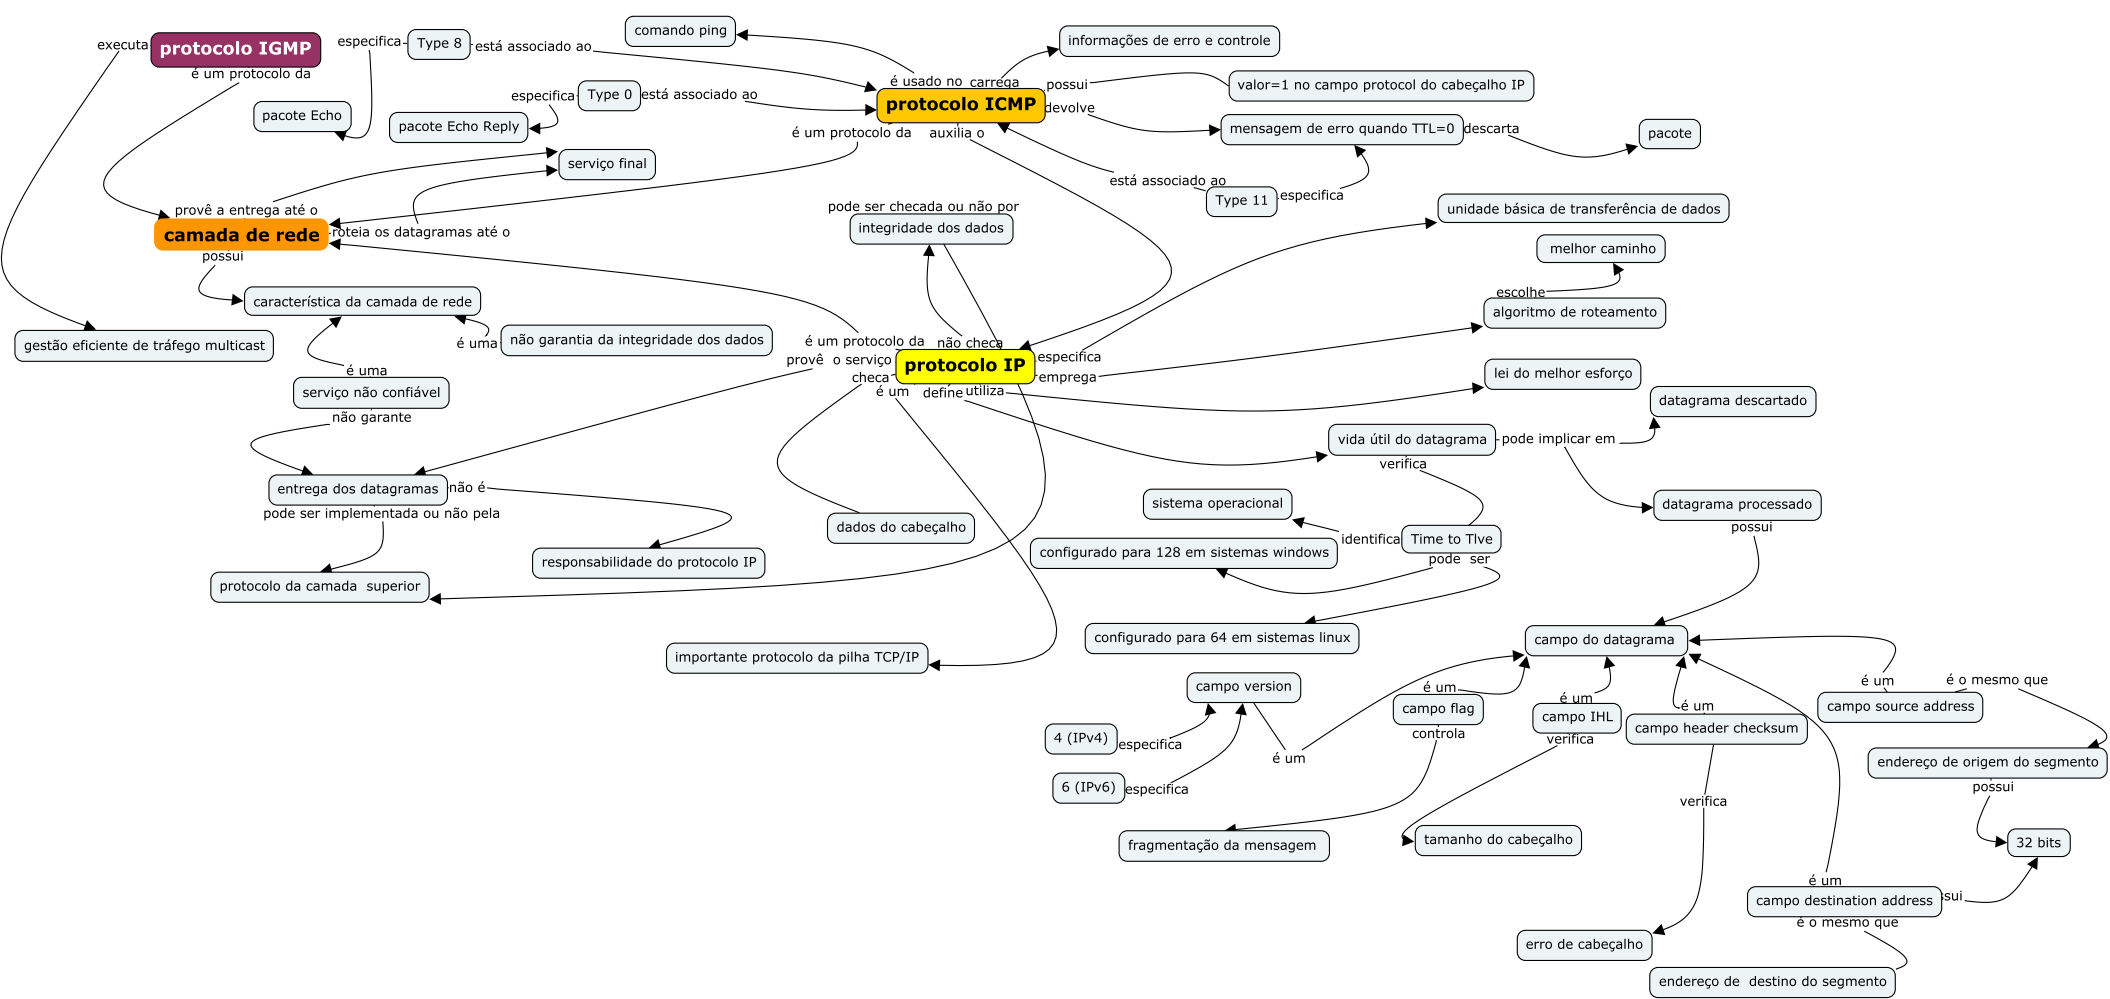 comando ping
informações de erro e controle
executa
protocolo IGMP
especifica
Type 8
está associado ao
é um protocolo da
é usado no
carrega
possui
valor=1 no campo protocol do cabeçalho IP
especifica
Type 0
está associado ao
protocolo ICMP
devolve
pacote Echo
pacote Echo Reply
é um protocolo da
auxilia o
mensagem de erro quando TTL=0
descarta
pacote
serviço final
está associado ao
Type 11
especifica
provê a entrega até o
pode ser checada ou não por
unidade básica de transferência de dados
camada de rede
roteia os datagramas até o
integridade dos dados
possui
melhor caminho
característica da camada de rede
escolhe
algoritmo de roteamento
gestão eficiente de tráfego multicast
é uma
não garantia da integridade dos dados
é um protocolo da
não checa
provê  o serviço
protocolo IP
especifica
é uma
checa
emprega
lei do melhor esforço
serviço não confiável
é um
define
utiliza
datagrama descartado
não garante
vida útil do datagrama
pode implicar em
verifica
entrega dos datagramas
não é
sistema operacional
datagrama processado
pode ser implementada ou não pela
dados do cabeçalho
possui
identifica
Time to TIve
configurado para 128 em sistemas windows
responsabilidade do protocolo IP
pode  ser
protocolo da camada  superior
configurado para 64 em sistemas linux
campo do datagrama
importante protocolo da pilha TCP/IP
campo version
é um
é um
é um
é um
é o mesmo que
campo flag
campo IHL
campo header checksum
campo source address
4 (IPv4)
especifica
controla
verifica
é um
endereço de origem do segmento
6 (IPv6)
especifica
possui
verifica
fragmentação da mensagem
tamanho do cabeçalho
32 bits
é um
campo destination address
ssui
é o mesmo que
erro de cabeçalho
endereço de  destino do segmento